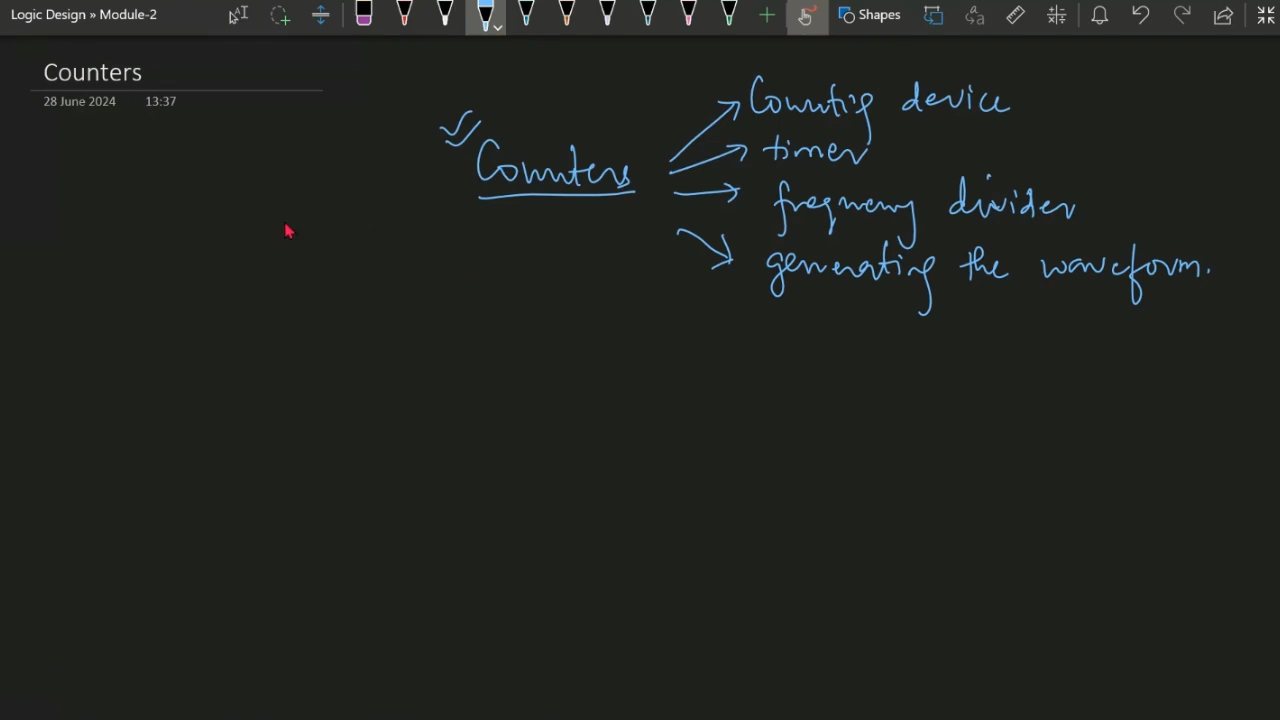 Logic Design » Module-2
Shapes
Counters
28 June 2024 13:37
Counters
Counting device
timer
frequency divider
generating the waveform.